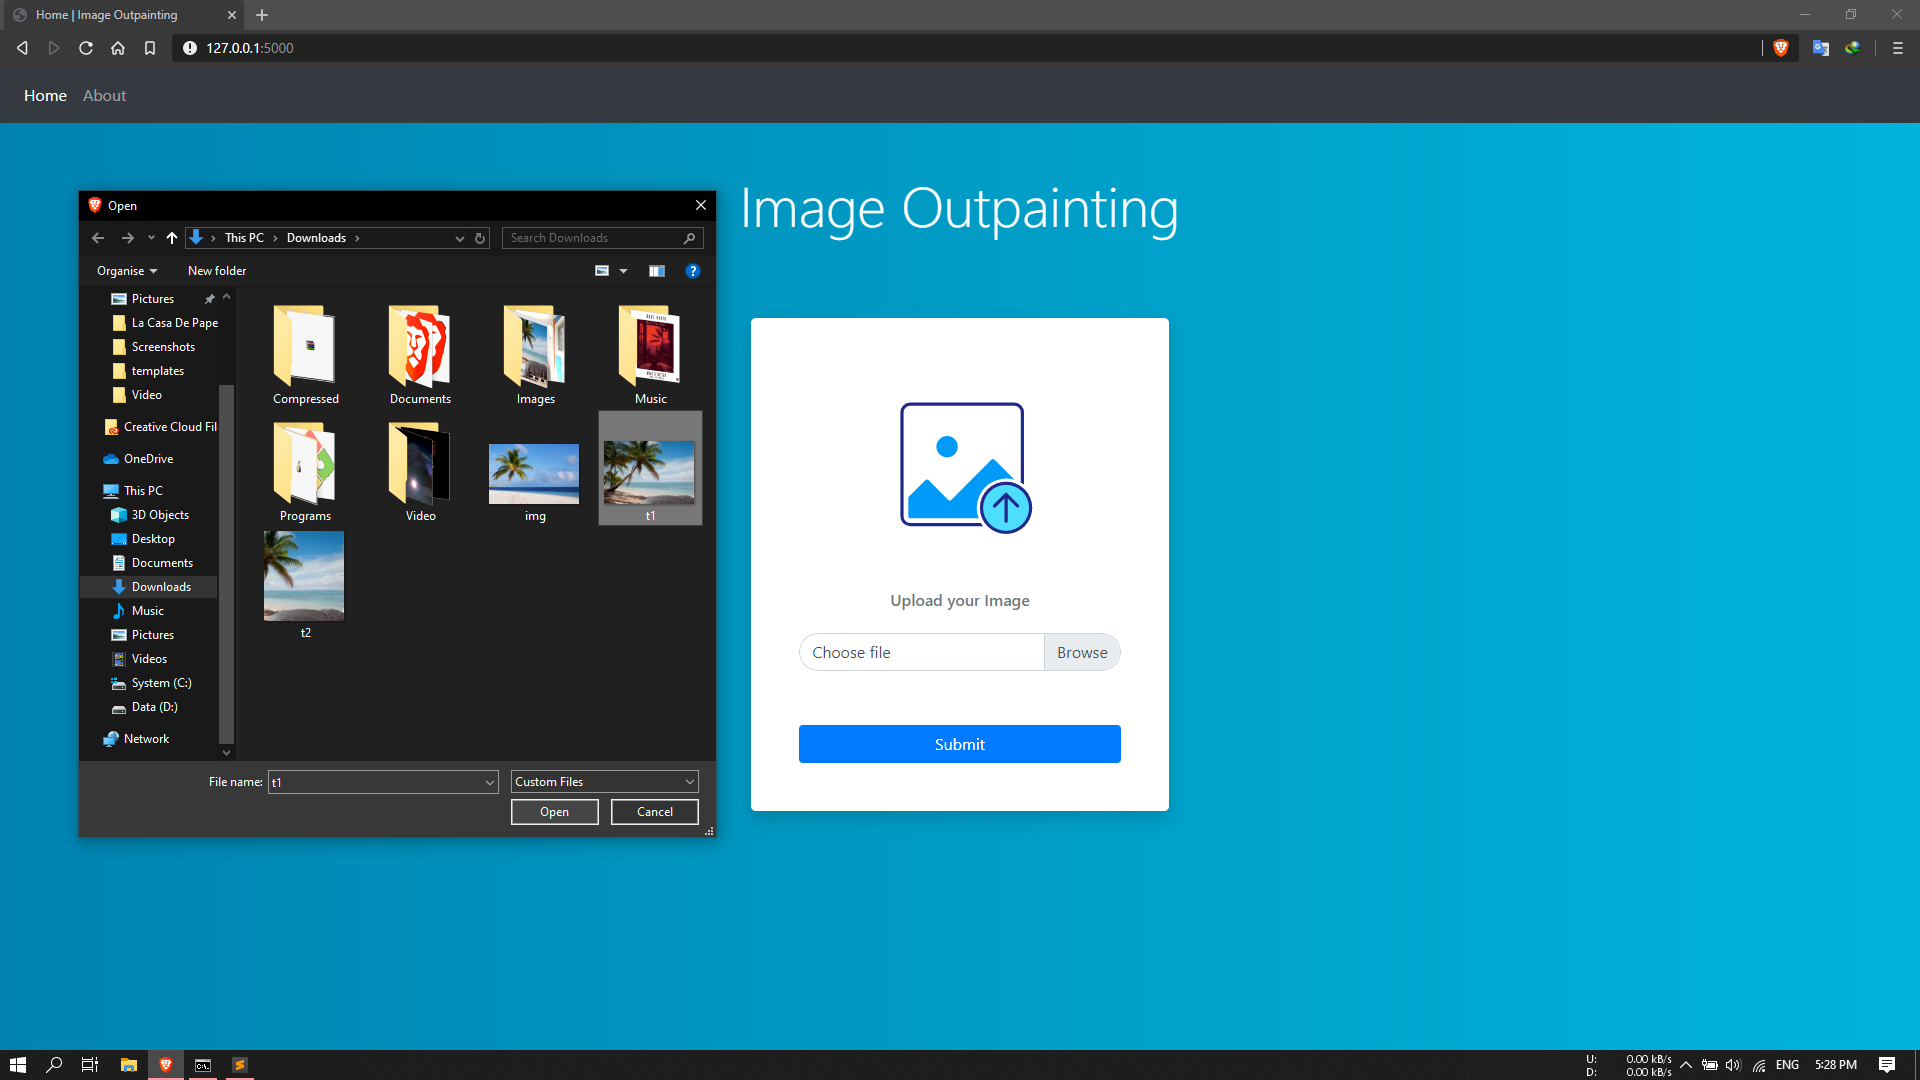 Home | Image Outpainting
127.0.0.1:5000
Home About
Image Outpainting
Open
This PC > Downloads >
Search Downloads
Organise
New folder
Pictures
La Casa De Pape
Screenshots
templates
Video
Creative Cloud Fil
OneDrive
This PC
3D Objects
Desktop
Documents
Downloads
Music
Pictures
Videos
System (C:)
Data (D:)
Network
Compressed
Documents
Images
Music
Programs
Video
img
t1
t2
File name: t1
Custom Files
Open
Cancel
Upload your Image
Choose file
Browse
Submit
U: 0.00 kB/s
D: 0.00 kB/s
ENG
5:28 PM